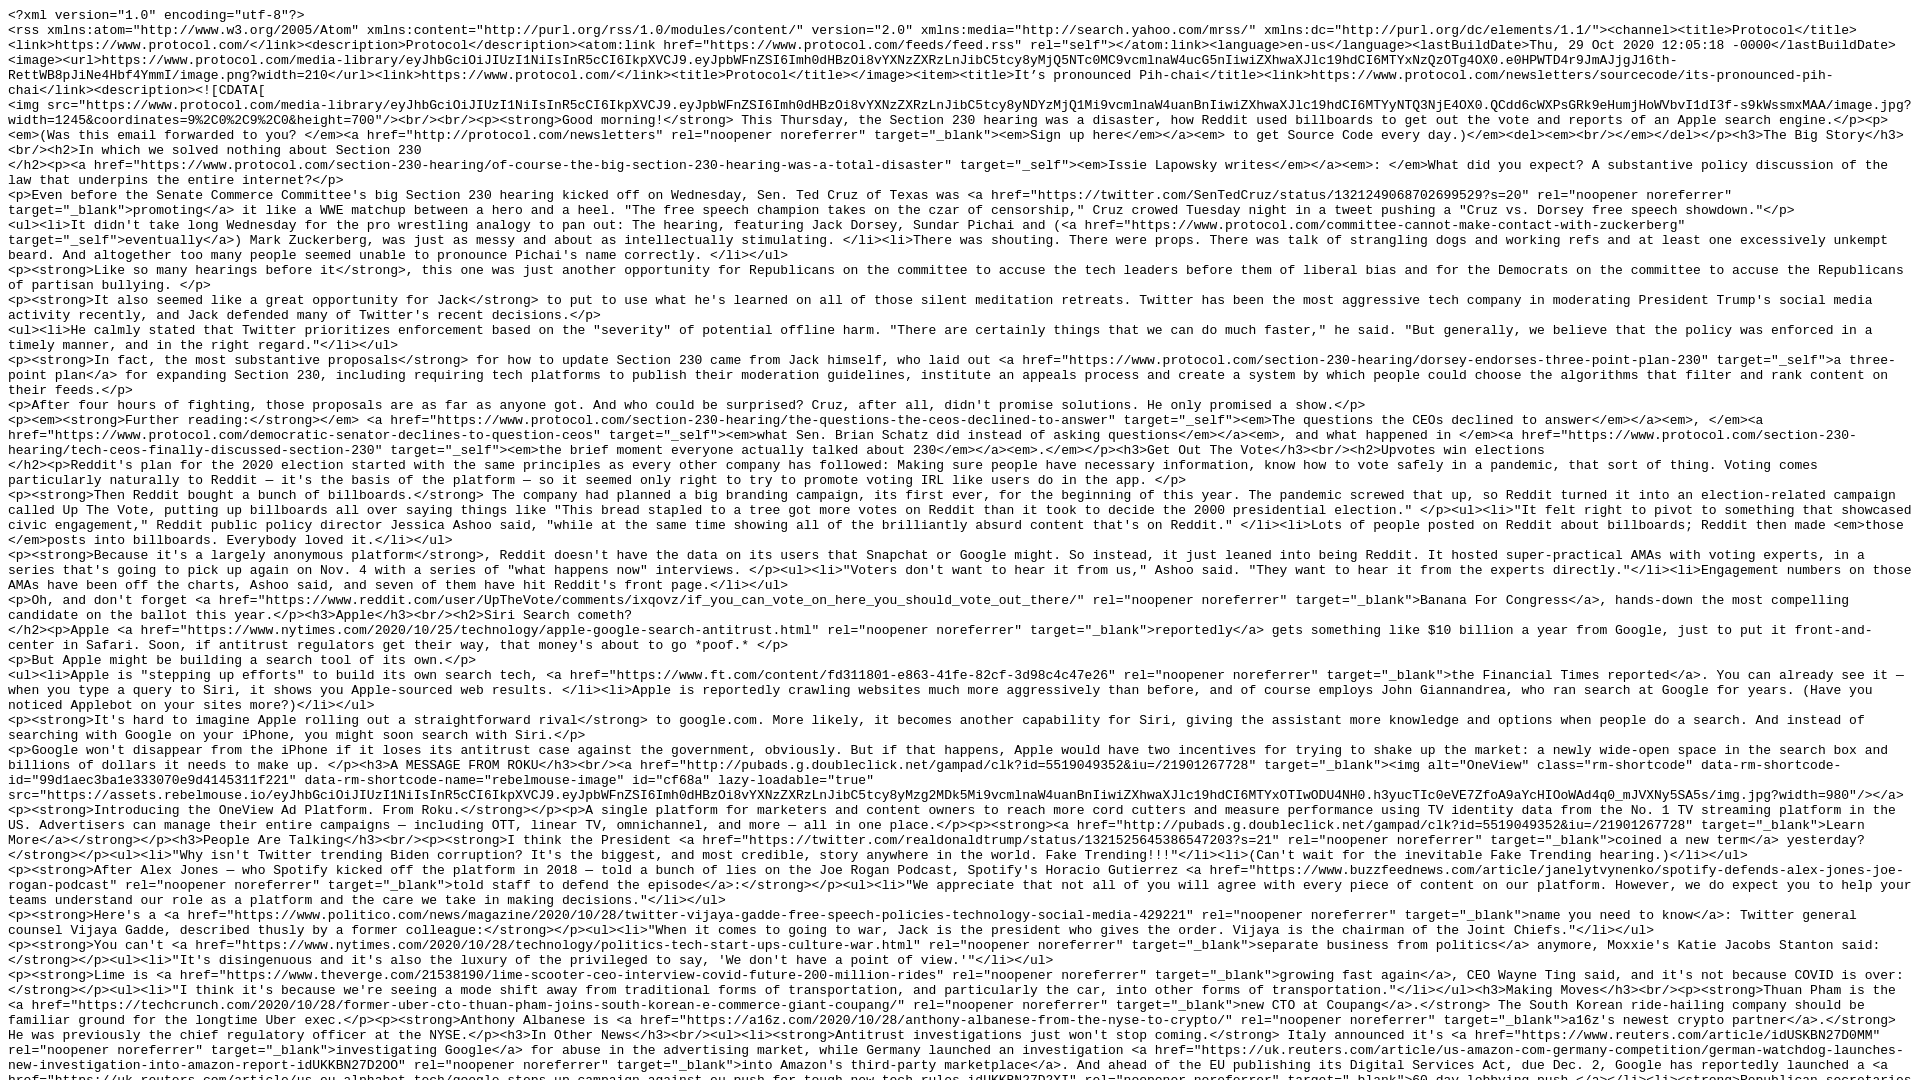 <?xml version="1.0" encoding="utf-8"?>
<rss xmlns:atom="http://www.w3.org/2005/Atom" xmlns:content="http://purl.org/rss/1.0/modules/content/" version="2.0" xmlns:media="http://search.yahoo.com/mrss/" xmlns:dc="http://purl.org/dc/elements/1.1/"><channel><title>Protocol</title>
<link>https://www.protocol.com/</link><description>Protocol</description><atom:link href="https://www.protocol.com/feeds/feed.rss" rel="self"></atom:link><language>en-us</language><lastBuildDate>Thu, 29 Oct 2020 12:05:18 -0000</lastBuildDate>
<image><url>https://www.protocol.com/media-library/eyJhbGciOiJIUzI1NiIsInR5cCI6IkpXVCJ9.eyJpbWFnZSI6Imh0dHBzOi8vYXNzZXRzLnJibC5tcy8yMjQ5NTc0MC9vcmlnaW4ucG5nIiwiZXhwaXJlc19hdCI6MTYxNzQzOTg4OX0.e0HPWTD4r9JmAJjgJ16th-
RettWB8pJiNe4Hbf4YmmI/image.png?width=210</url><link>https://www.protocol.com/</link><title>Protocol</title></image><item><title>It’s pronounced Pih-chai</title><link>https://www.protocol.com/newsletters/sourcecode/its-pronounced-pih-
chai</link><description><![CDATA[
<img src="https://www.protocol.com/media-library/eyJhbGciOiJIUzI1NiIsInR5cCI6IkpXVCJ9.eyJpbWFnZSI6Imh0dHBzOi8vYXNzZXRzLnJibC5tcy8yNDYzMjQ1Mi9vcmlnaW4uanBnIiwiZXhwaXJlc19hdCI6MTYyNTQ3NjE4OX0.QCdd6cWXPsGRk9eHumjHoWVbvI1dI3f-s9kWssmxMAA/image.jpg?
width=1245&coordinates=9%2C0%2C9%2C0&height=700"/><br/><br/><p><strong>Good morning!</strong> This Thursday, the Section 230 hearing was a disaster, how Reddit used billboards to get out the vote and reports of an Apple search engine.</p><p>
<em>(Was this email forwarded to you? </em><a href="http://protocol.com/newsletters" rel="noopener noreferrer" target="_blank"><em>Sign up here</em></a><em> to get Source Code every day.)</em><del><em><br/></em></del></p><h3>The Big Story</h3>
<br/><h2>In which we solved nothing about Section 230
</h2><p><a href="https://www.protocol.com/section-230-hearing/of-course-the-big-section-230-hearing-was-a-total-disaster" target="_self"><em>Issie Lapowsky writes</em></a><em>: </em>What did you expect? A substantive policy discussion of the
law that underpins the entire internet?</p>
<p>Even before the Senate Commerce Committee's big Section 230 hearing kicked off on Wednesday, Sen. Ted Cruz of Texas was <a href="https://twitter.com/SenTedCruz/status/1321249068702699529?s=20" rel="noopener noreferrer"
target="_blank">promoting</a> it like a WWE matchup between a hero and a heel. "The free speech champion takes on the czar of censorship," Cruz crowed Tuesday night in a tweet pushing a "Cruz vs. Dorsey free speech showdown."</p>
<ul><li>It didn't take long Wednesday for the pro wrestling analogy to pan out: The hearing, featuring Jack Dorsey, Sundar Pichai and (<a href="https://www.protocol.com/committee-cannot-make-contact-with-zuckerberg"
target="_self">eventually</a>) Mark Zuckerberg, was just as messy and about as intellectually stimulating. </li><li>There was shouting. There were props. There was talk of strangling dogs and working refs and at least one excessively unkempt
beard. And altogether too many people seemed unable to pronounce Pichai's name correctly. </li></ul>
<p><strong>Like so many hearings before it</strong>, this one was just another opportunity for Republicans on the committee to accuse the tech leaders before them of liberal bias and for the Democrats on the committee to accuse the Republicans
of partisan bullying. </p>
<p><strong>It also seemed like a great opportunity for Jack</strong> to put to use what he's learned on all of those silent meditation retreats. Twitter has been the most aggressive tech company in moderating President Trump's social media
activity recently, and Jack defended many of Twitter's recent decisions.</p>
<ul><li>He calmly stated that Twitter prioritizes enforcement based on the "severity" of potential offline harm. "There are certainly things that we can do much faster," he said. "But generally, we believe that the policy was enforced in a
timely manner, and in the right regard."</li></ul>
<p><strong>In fact, the most substantive proposals</strong> for how to update Section 230 came from Jack himself, who laid out <a href="https://www.protocol.com/section-230-hearing/dorsey-endorses-three-point-plan-230" target="_self">a three-
point plan</a> for expanding Section 230, including requiring tech platforms to publish their moderation guidelines, institute an appeals process and create a system by which people could choose the algorithms that filter and rank content on
their feeds.</p>
<p>After four hours of fighting, those proposals are as far as anyone got. And who could be surprised? Cruz, after all, didn't promise solutions. He only promised a show.</p>
<p><em><strong>Further reading:</strong></em> <a href="https://www.protocol.com/section-230-hearing/the-questions-the-ceos-declined-to-answer" target="_self"><em>The questions the CEOs declined to answer</em></a><em>, </em><a
href="https://www.protocol.com/democratic-senator-declines-to-question-ceos" target="_self"><em>what Sen. Brian Schatz did instead of asking questions</em></a><em>, and what happened in </em><a href="https://www.protocol.com/section-230-
hearing/tech-ceos-finally-discussed-section-230" target="_self"><em>the brief moment everyone actually talked about 230</em></a><em>.</em></p><h3>Get Out The Vote</h3><br/><h2>Upvotes win elections
</h2><p>Reddit's plan for the 2020 election started with the same principles as every other company has followed: Making sure people have necessary information, know how to vote safely in a pandemic, that sort of thing. Voting comes
particularly naturally to Reddit — it's the basis of the platform — so it seemed only right to try to promote voting IRL like users do in the app. </p>
<p><strong>Then Reddit bought a bunch of billboards.</strong> The company had planned a big branding campaign, its first ever, for the beginning of this year. The pandemic screwed that up, so Reddit turned it into an election-related campaign
called Up The Vote, putting up billboards all over saying things like "This bread stapled to a tree got more votes on Reddit than it took to decide the 2000 presidential election." </p><ul><li>"It felt right to pivot to something that showcased
civic engagement," Reddit public policy director Jessica Ashoo said, "while at the same time showing all of the brilliantly absurd content that's on Reddit." </li><li>Lots of people posted on Reddit about billboards; Reddit then made <em>those
</em>posts into billboards. Everybody loved it.</li></ul>
<p><strong>Because it's a largely anonymous platform</strong>, Reddit doesn't have the data on its users that Snapchat or Google might. So instead, it just leaned into being Reddit. It hosted super-practical AMAs with voting experts, in a
series that's going to pick up again on Nov. 4 with a series of "what happens now" interviews. </p><ul><li>"Voters don't want to hear it from us," Ashoo said. "They want to hear it from the experts directly."</li><li>Engagement numbers on those
AMAs have been off the charts, Ashoo said, and seven of them have hit Reddit's front page.</li></ul>
<p>Oh, and don't forget <a href="https://www.reddit.com/user/UpTheVote/comments/ixqovz/if_you_can_vote_on_here_you_should_vote_out_there/" rel="noopener noreferrer" target="_blank">Banana For Congress</a>, hands-down the most compelling
candidate on the ballot this year.</p><h3>Apple</h3><br/><h2>Siri Search cometh?
</h2><p>Apple <a href="https://www.nytimes.com/2020/10/25/technology/apple-google-search-antitrust.html" rel="noopener noreferrer" target="_blank">reportedly</a> gets something like $10 billion a year from Google, just to put it front-and-
center in Safari. Soon, if antitrust regulators get their way, that money's about to go *poof.* </p>
<p>But Apple might be building a search tool of its own.</p>
<ul><li>Apple is "stepping up efforts" to build its own search tech, <a href="https://www.ft.com/content/fd311801-e863-41fe-82cf-3d98c4c47e26" rel="noopener noreferrer" target="_blank">the Financial Times reported</a>. You can already see it —
when you type a query to Siri, it shows you Apple-sourced web results. </li><li>Apple is reportedly crawling websites much more aggressively than before, and of course employs John Giannandrea, who ran search at Google for years. (Have you
noticed Applebot on your sites more?)</li></ul>
<p><strong>It's hard to imagine Apple rolling out a straightforward rival</strong> to google.com. More likely, it becomes another capability for Siri, giving the assistant more knowledge and options when people do a search. And instead of
searching with Google on your iPhone, you might soon search with Siri.</p>
<p>Google won't disappear from the iPhone if it loses its antitrust case against the government, obviously. But if that happens, Apple would have two incentives for trying to shake up the market: a newly wide-open space in the search box and
billions of dollars it needs to make up. </p><h3>A MESSAGE FROM ROKU</h3><br/><a href="http://pubads.g.doubleclick.net/gampad/clk?id=5519049352&iu=/21901267728" target="_blank"><img alt="OneView" class="rm-shortcode" data-rm-shortcode-
id="99d1aec3ba1e333070e9d4145311f221" data-rm-shortcode-name="rebelmouse-image" id="cf68a" lazy-loadable="true"
src="https://assets.rebelmouse.io/eyJhbGciOiJIUzI1NiIsInR5cCI6IkpXVCJ9.eyJpbWFnZSI6Imh0dHBzOi8vYXNzZXRzLnJibC5tcy8yMzg2MDk5Mi9vcmlnaW4uanBnIiwiZXhwaXJlc19hdCI6MTYxOTIwODU4NH0.h3yucTIc0eVE7ZfoA9aYcHIOoWAd4q0_mJVXNy5SA5s/img.jpg?width=980"/></a>
<p><strong>Introducing the OneView Ad Platform. From Roku.</strong></p><p>A single platform for marketers and content owners to reach more cord cutters and measure performance using TV identity data from the No. 1 TV streaming platform in the
US. Advertisers can manage their entire campaigns — including OTT, linear TV, omnichannel, and more — all in one place.</p><p><strong><a href="http://pubads.g.doubleclick.net/gampad/clk?id=5519049352&iu=/21901267728" target="_blank">Learn
More</a></strong></p><h3>People Are Talking</h3><br/><p><strong>I think the President <a href="https://twitter.com/realdonaldtrump/status/1321525645386547203?s=21" rel="noopener noreferrer" target="_blank">coined a new term</a> yesterday?
</strong></p><ul><li>"Why isn't Twitter trending Biden corruption? It's the biggest, and most credible, story anywhere in the world. Fake Trending!!!"</li><li>(Can't wait for the inevitable Fake Trending hearing.)</li></ul>
<p><strong>After Alex Jones — who Spotify kicked off the platform in 2018 — told a bunch of lies on the Joe Rogan Podcast, Spotify's Horacio Gutierrez <a href="https://www.buzzfeednews.com/article/janelytvynenko/spotify-defends-alex-jones-joe-
rogan-podcast" rel="noopener noreferrer" target="_blank">told staff to defend the episode</a>:</strong></p><ul><li>"We appreciate that not all of you will agree with every piece of content on our platform. However, we do expect you to help your
teams understand our role as a platform and the care we take in making decisions."</li></ul>
<p><strong>Here's a <a href="https://www.politico.com/news/magazine/2020/10/28/twitter-vijaya-gadde-free-speech-policies-technology-social-media-429221" rel="noopener noreferrer" target="_blank">name you need to know</a>: Twitter general
counsel Vijaya Gadde, described thusly by a former colleague:</strong></p><ul><li>"When it comes to going to war, Jack is the president who gives the order. Vijaya is the chairman of the Joint Chiefs."</li></ul>
<p><strong>You can't <a href="https://www.nytimes.com/2020/10/28/technology/politics-tech-start-ups-culture-war.html" rel="noopener noreferrer" target="_blank">separate business from politics</a> anymore, Moxxie's Katie Jacobs Stanton said:
</strong></p><ul><li>"It's disingenuous and it's also the luxury of the privileged to say, 'We don't have a point of view.'"</li></ul>
<p><strong>Lime is <a href="https://www.theverge.com/21538190/lime-scooter-ceo-interview-covid-future-200-million-rides" rel="noopener noreferrer" target="_blank">growing fast again</a>, CEO Wayne Ting said, and it's not because COVID is over:
</strong></p><ul><li>"I think it's because we're seeing a mode shift away from traditional forms of transportation, and particularly the car, into other forms of transportation."</li></ul><h3>Making Moves</h3><br/><p><strong>Thuan Pham is the
<a href="https://techcrunch.com/2020/10/28/former-uber-cto-thuan-pham-joins-south-korean-e-commerce-giant-coupang/" rel="noopener noreferrer" target="_blank">new CTO at Coupang</a>.</strong> The South Korean ride-hailing company should be
familiar ground for the longtime Uber exec.</p><p><strong>Anthony Albanese is <a href="https://a16z.com/2020/10/28/anthony-albanese-from-the-nyse-to-crypto/" rel="noopener noreferrer" target="_blank">a16z's newest crypto partner</a>.</strong>
He was previously the chief regulatory officer at the NYSE.</p><h3>In Other News</h3><br/><ul><li><strong>Antitrust investigations just won't stop coming.</strong> Italy announced it's <a href="https://www.reuters.com/article/idUSKBN27D0MM"
rel="noopener noreferrer" target="_blank">investigating Google</a> for abuse in the advertising market, while Germany launched an investigation <a href="https://uk.reuters.com/article/us-amazon-com-germany-competition/german-watchdog-launches-
new-investigation-into-amazon-report-idUKKBN27D2OO" rel="noopener noreferrer" target="_blank">into Amazon's third-party marketplace</a>. And ahead of the EU publishing its Digital Services Act, due Dec. 2, Google has reportedly launched a <a
href="https://uk.reuters.com/article/us-eu-alphabet-tech/google-steps-up-campaign-against-eu-push-for-tough-new-tech-rules-idUKKBN27D2XT" rel="noopener noreferrer" target="_blank">60-day lobbying push.</li><li><strong>Republican secretaries